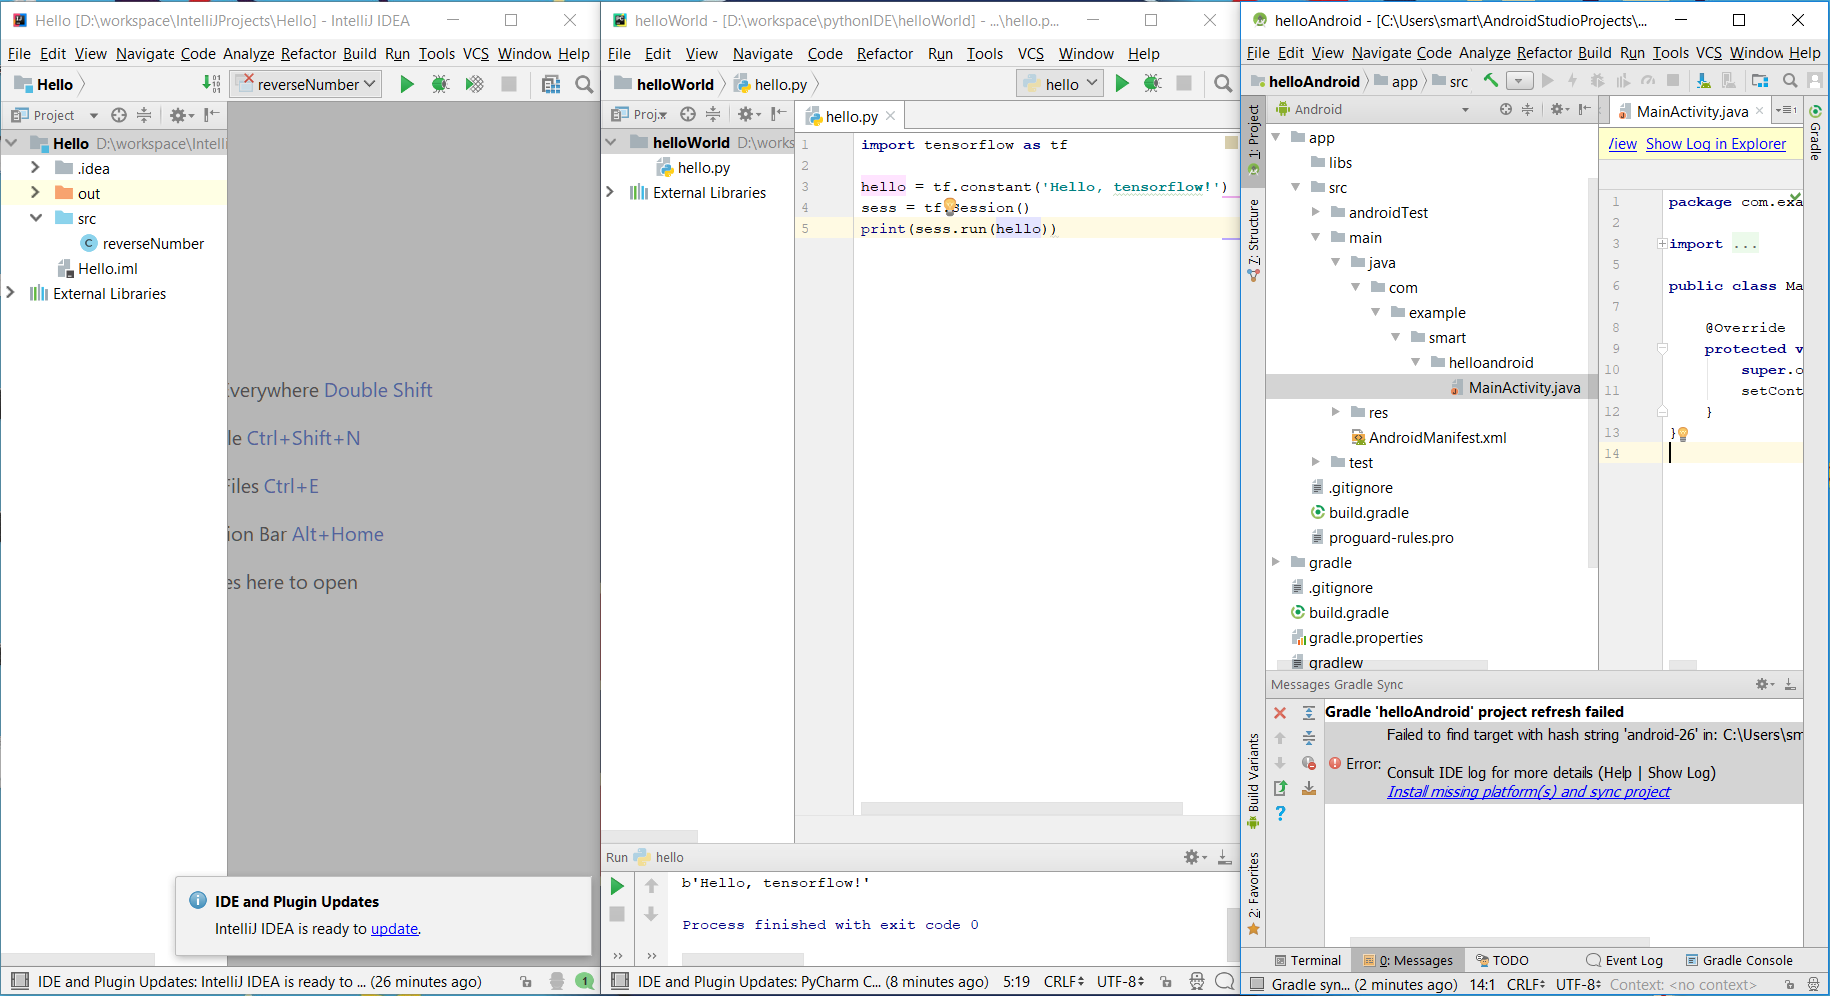 Hello [D:\workspace\IntelliJProjects\Hello] - IntelliJ IDEA
File Edit View Navigate Code Analyze Refactor Build Run Tools VCS Window Help
Hello
reverseNumber
Project
Hello D:\workspace\Intelli
.idea
out
src
reverseNumber
Hello.iml
External Libraries
Everywhere Double Shift
le Ctrl+Shift+N
Files Ctrl+E
ion Bar Alt+Home
es here to open
IDE and Plugin Updates
IntelliJ IDEA is ready to update.
IDE and Plugin Updates: IntelliJ IDEA is ready to ... (26 minutes ago)
1
helloWorld - [D:\workspace\pythonIDE\helloWorld] - ...\hello.p...
File Edit View Navigate Code Refactor Run Tools VCS Window Help
helloWorld hello.py
hello
Proj..
hello.py
helloWorld D:\works
hello.py
External Libraries
1 import tensorflow as tf
2
3 hello = tf.constant('Hello, tensorflow!')
4 sess = tf.Session()
5 print(sess.run(hello))
Run hello
b'Hello, tensorflow!'
Process finished with exit code 0
IDE and Plugin Updates: PyCharm C... (8 minutes ago) 5:19 CRLF UTF-8
helloAndroid - [C:\Users\smart\AndroidStudioProjects\...
File Edit View Navigate Code Analyze Refactor Build Run Tools VCS Window Help
helloAndroid app src
1: Project
7: Structure
Build Variants
2: Favorites
Android
app
libs
src
androidTest
main
java
com
example
smart
helloandroid
MainActivity.java
res
AndroidManifest.xml
test
.gitignore
build.gradle
proguard-rules.pro
gradle
.gitignore
build.gradle
gradle.properties
gradlew
MainActivity.java
Gradle
View Show Log in Explorer
1 package com.exa
2
3 import ...
5
6 public class Ma
7
8 @Override
9 protected v
10 super.o
11 setCont
12 }
13 }
14
Messages Gradle Sync
Gradle 'helloAndroid' project refresh failed
Error:
Failed to find target with hash string 'android-26' in: C:\Users\sm
Consult IDE log for more details (Help | Show Log)
Install missing platform(s) and sync project
Terminal 0: Messages TODO Event Log Gradle Console
Gradle syn... (2 minutes ago) 14:1 CRLF UTF-8 Context: <no context>